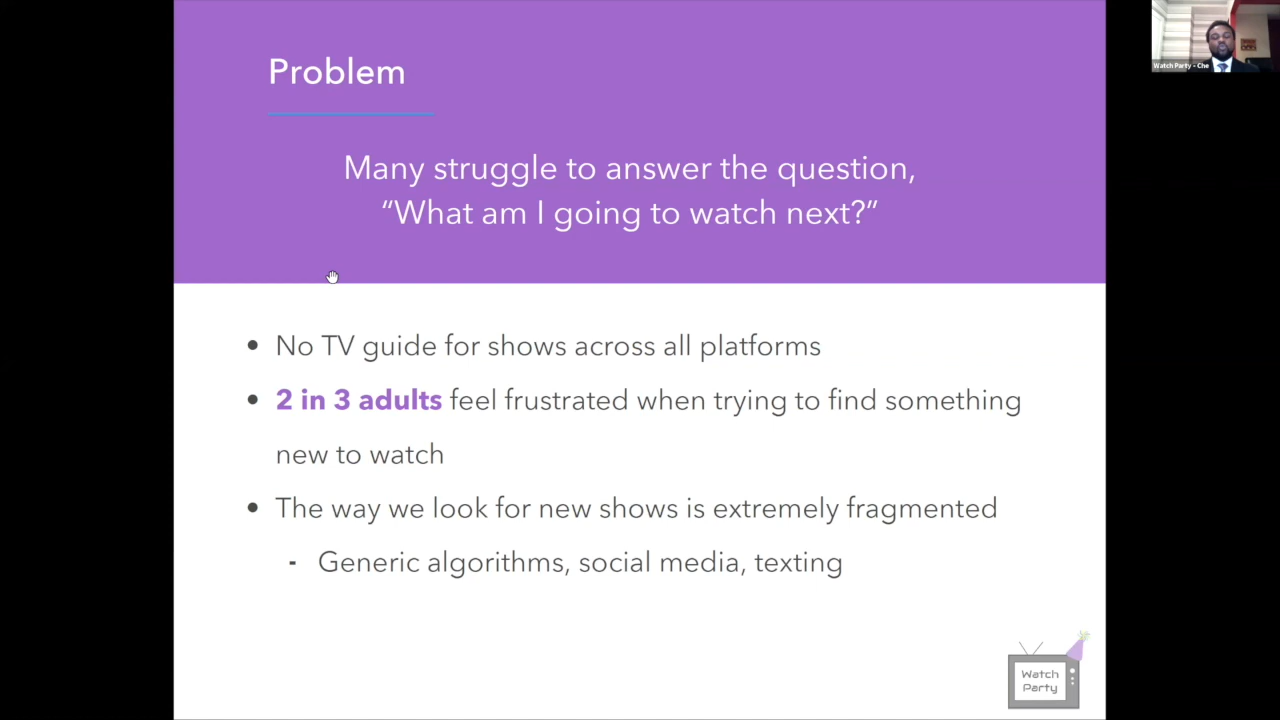 Problem
Many struggle to answer the question,
“What am I going to watch next?”
• No TV guide for shows across all platforms
• 2 in 3 adults feel frustrated when trying to find something
new to watch
• The way we look for new shows is extremely fragmented
- Generic algorithms, social media, texting
Watch
Party
Watch Party - Che